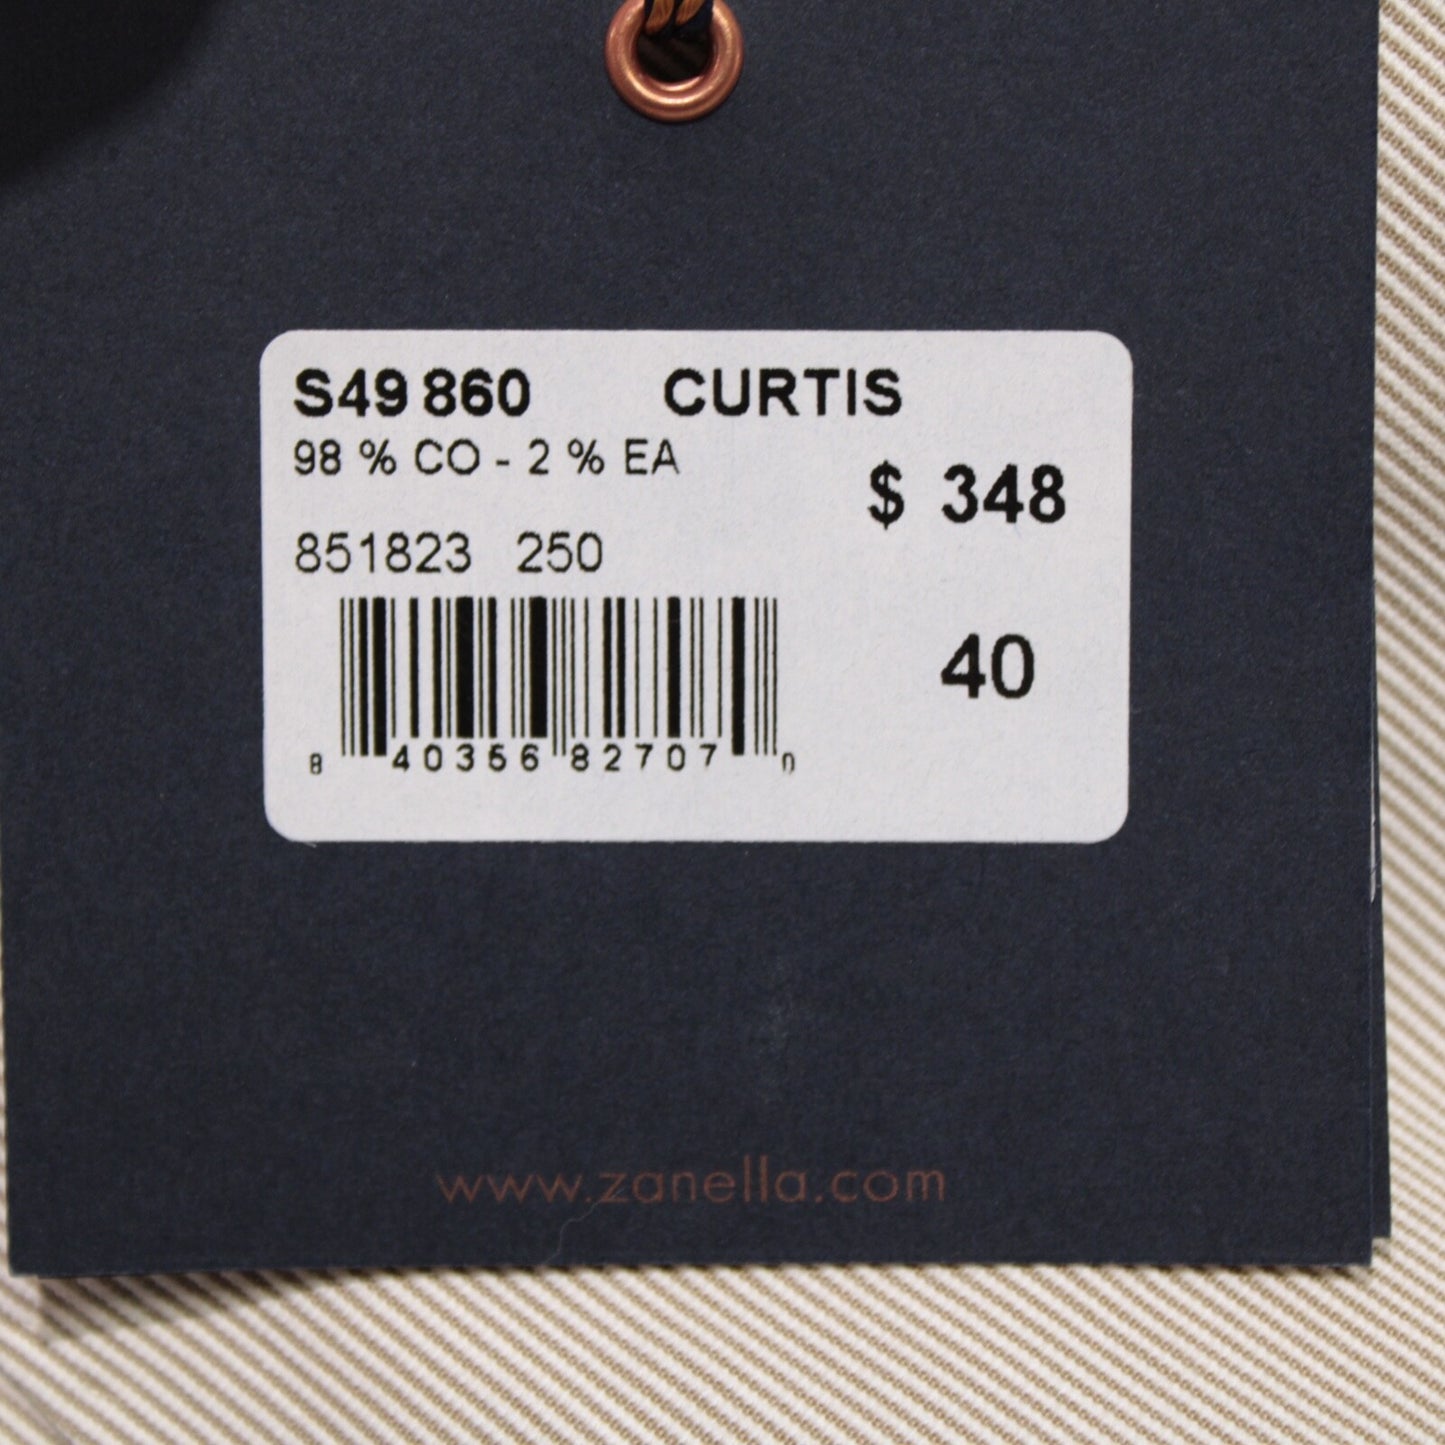 S49 860 CURTIS
98 % CO - 2 % EA
$ 348
851823 250
40
8 40356 82707 0
www.zanella.com